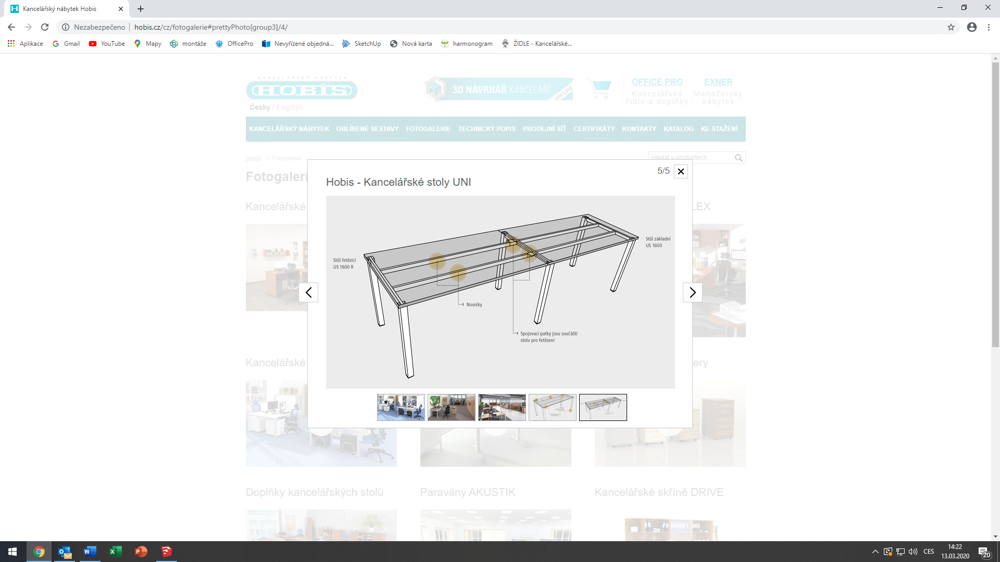 Kancelářský nábytek Hobis
Nezabezpečeno
hobis.cz/cz/fotogalerie#prettyPhoto[group3]/4/
Aplikace
Gmail
YouTube
Mapy
montáže
OfficePro
Nevyřízené objedná...
SketchUp
Nová karta
harmonogram
ŽIDLE - Kancelářské...
KANCELÁŘSKÝ NÁBYTEK
HOBIS
Česky / English
3D NÁVRHÁŘ KANCELÁŘÍ
ON-LINE
OFFICE PRO
Kancelářské
židle a doplňky
EXNER
Manažerský
nábytek
KANCELÁŘSKÝ NÁBYTEK
OBLÍBENÉ SESTAVY
FOTOGALERIE
TECHNICKÝ POPIS
PRODEJNÍ SÍŤ
CERTIFIKÁTY
KONTAKTY
KATALOG
KE STAŽENÍ
Domů / Fotogalerie
Hledat v produktech...
Fotogaleri
5/5
Hobis - Kancelářské stoly UNI
Kancelářské
LEX
Stůl základní
US 1600
Stůl řetězící
US 1600 R
Nosníky
Spojovací patky jsou součáští
stolu pro řetězení
Kancelářské
ery
Doplňky kancelářských stolů
Paravány AKUSTIK
Kancelářské skříně DRIVE
CES
14:22
13.03.2020
20